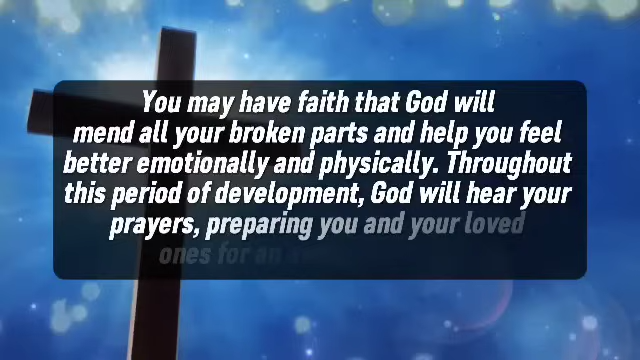 You may have faith that God will
mend all your broken parts and help you feel
better emotionally and physically. Throughout
this period of development, God will hear your
prayers, preparing you and your loved
ones for an